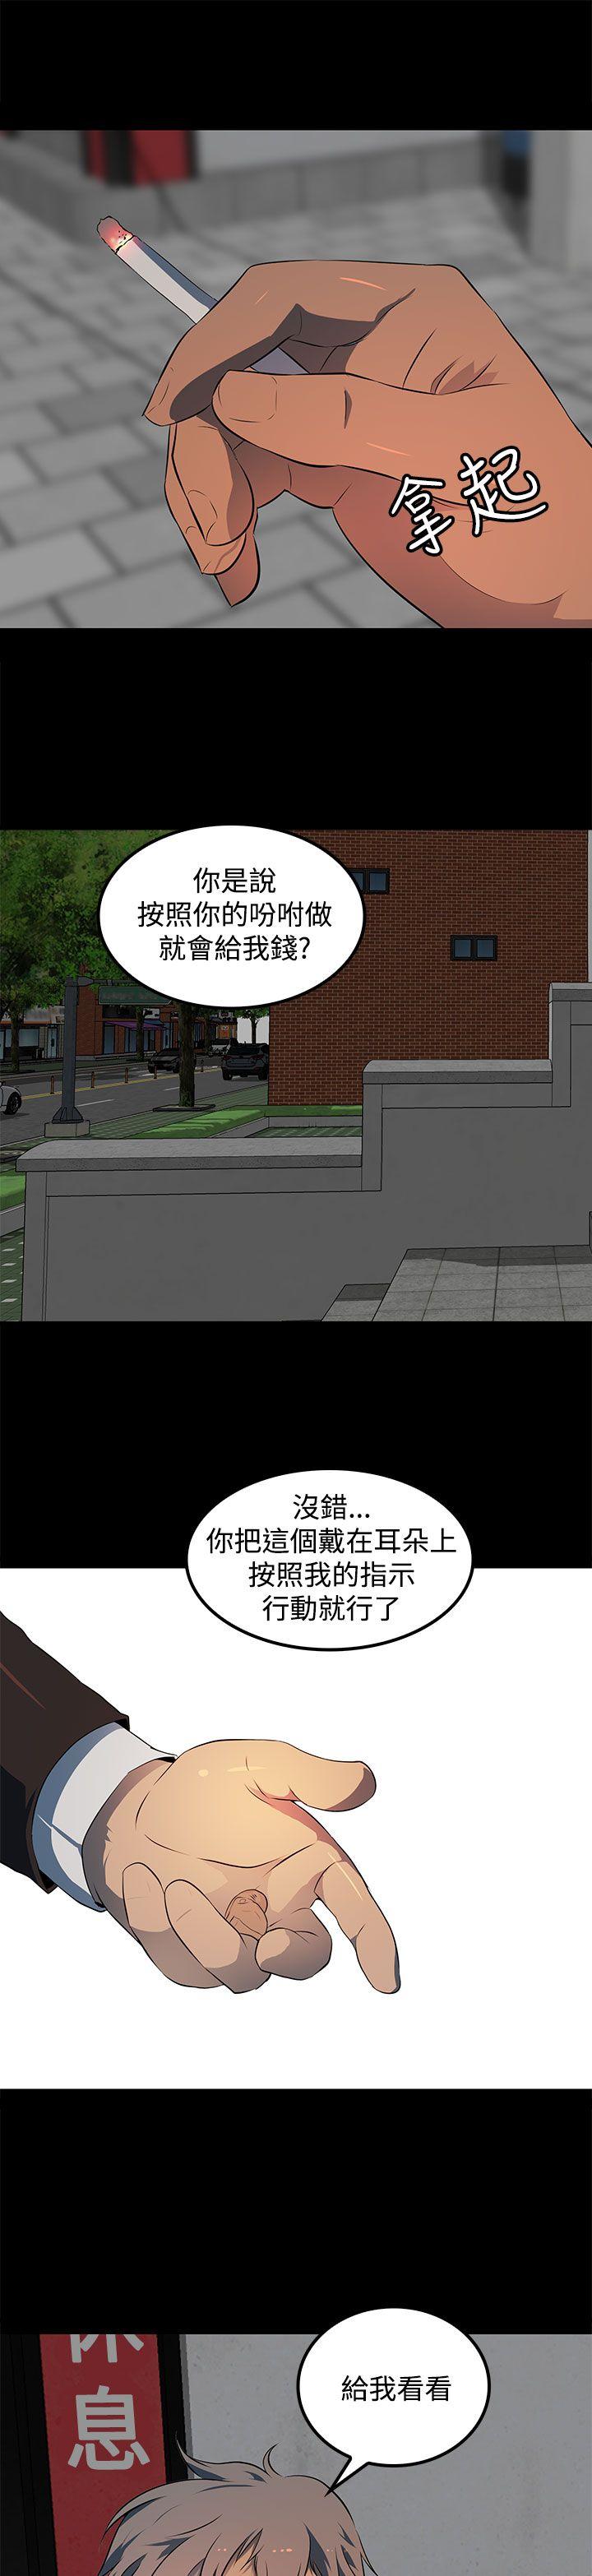 拿起
你是說
按照你的吩咐做
就會給我錢?
沒錯...
你把這個戴在耳朵上
按照我的指示
行動就行了
休
息
給我看看